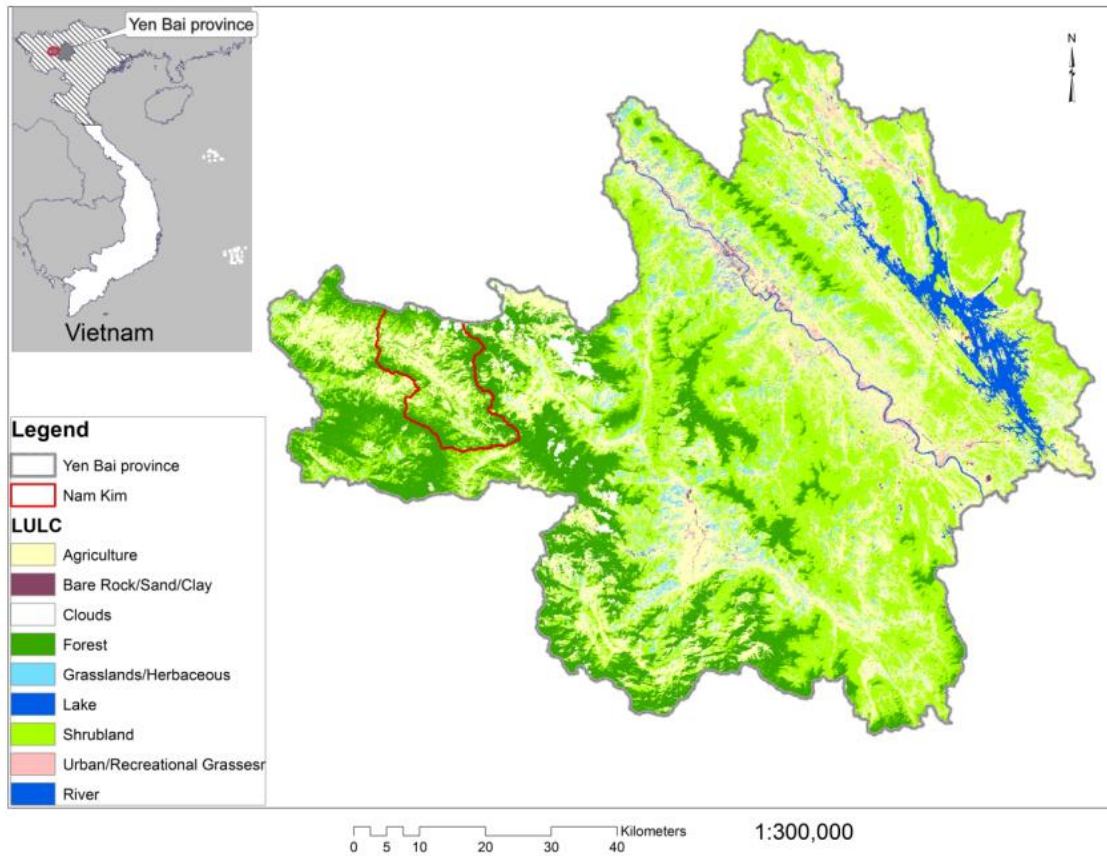 Yen Bai province
N
Vietnam
Legend
Yen Bai province
Nam Kim
LULC
Agriculture
Bare Rock/Sand/Clay
Clouds
Forest
Grasslands/Herbaceous
Lake
Shrubland
Urban/Recreational Grassesr
River
Kilometers
0 5 10 20 30 40
1:300,000